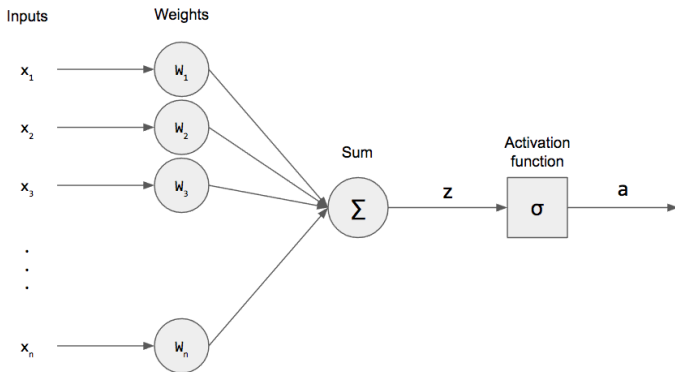 Inputs
Weights
x₁
W₁
x₂
W₂
Sum
Activation
function
x₃
W₃
Σ
z
σ
a
.
.
.
xₙ
Wₙ